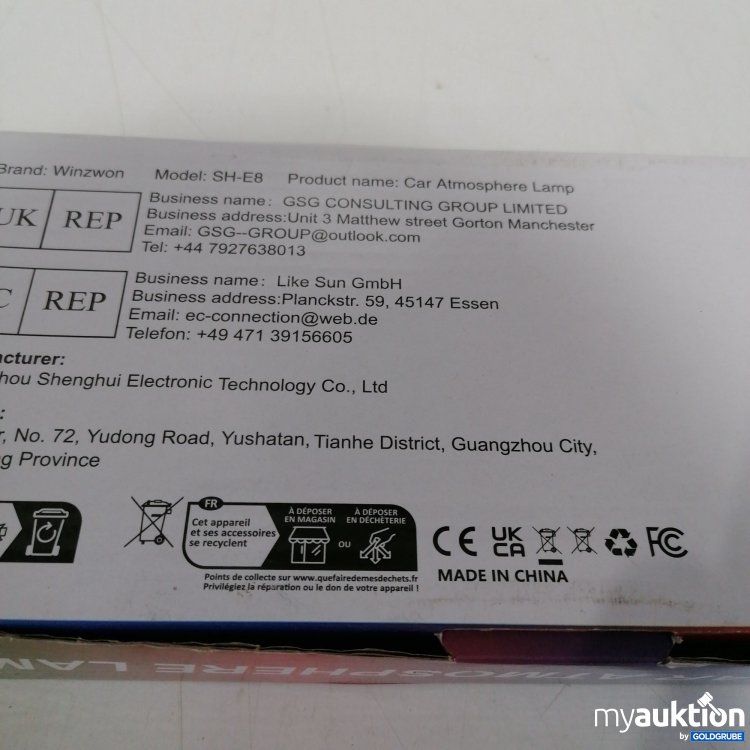 Brand: Winzwon Model: SH-E8 Product name: Car Atmosphere Lamp
UK REP
Business name: GSG CONSULTING GROUP LIMITED
Business address:Unit 3 Matthew street Gorton Manchester
Email: GSG--GROUP@outlook.com
Tel: +44 7927638013
C REP
Business name: Like Sun GmbH
Business address:Planckstr. 59, 45147 Essen
Email: ec-connection@web.de
Telefon: +49 471 39156605
acturer:
hou Shenghui Electronic Technology Co., Ltd
:
r, No. 72, Yudong Road, Yushatan, Tianhe District, Guangzhou City,
g Province
FR
Cet appareil
et ses accessoires
se recyclent
À DÉPOSER
EN MAGASIN
OU
À DÉPOSER
EN DÉCHÈTERIE
Points de collecte sur www.quefairedemesdechets.fr
Privilégiez la réparation ou le don de votre appareil !
CE UK CA FC
MADE IN CHINA
ATMOSPHERE LAM
myauktion
by GOLDGRUBE